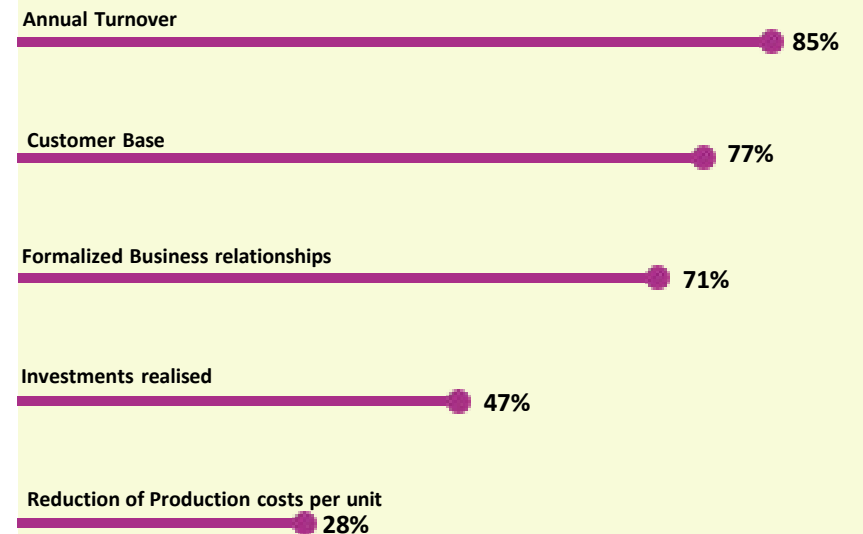 Annual Turnover
85%
Customer Base
77%
Formalized Business relationships
71%
Investments realised
47%
Reduction of Production costs per unit
28%